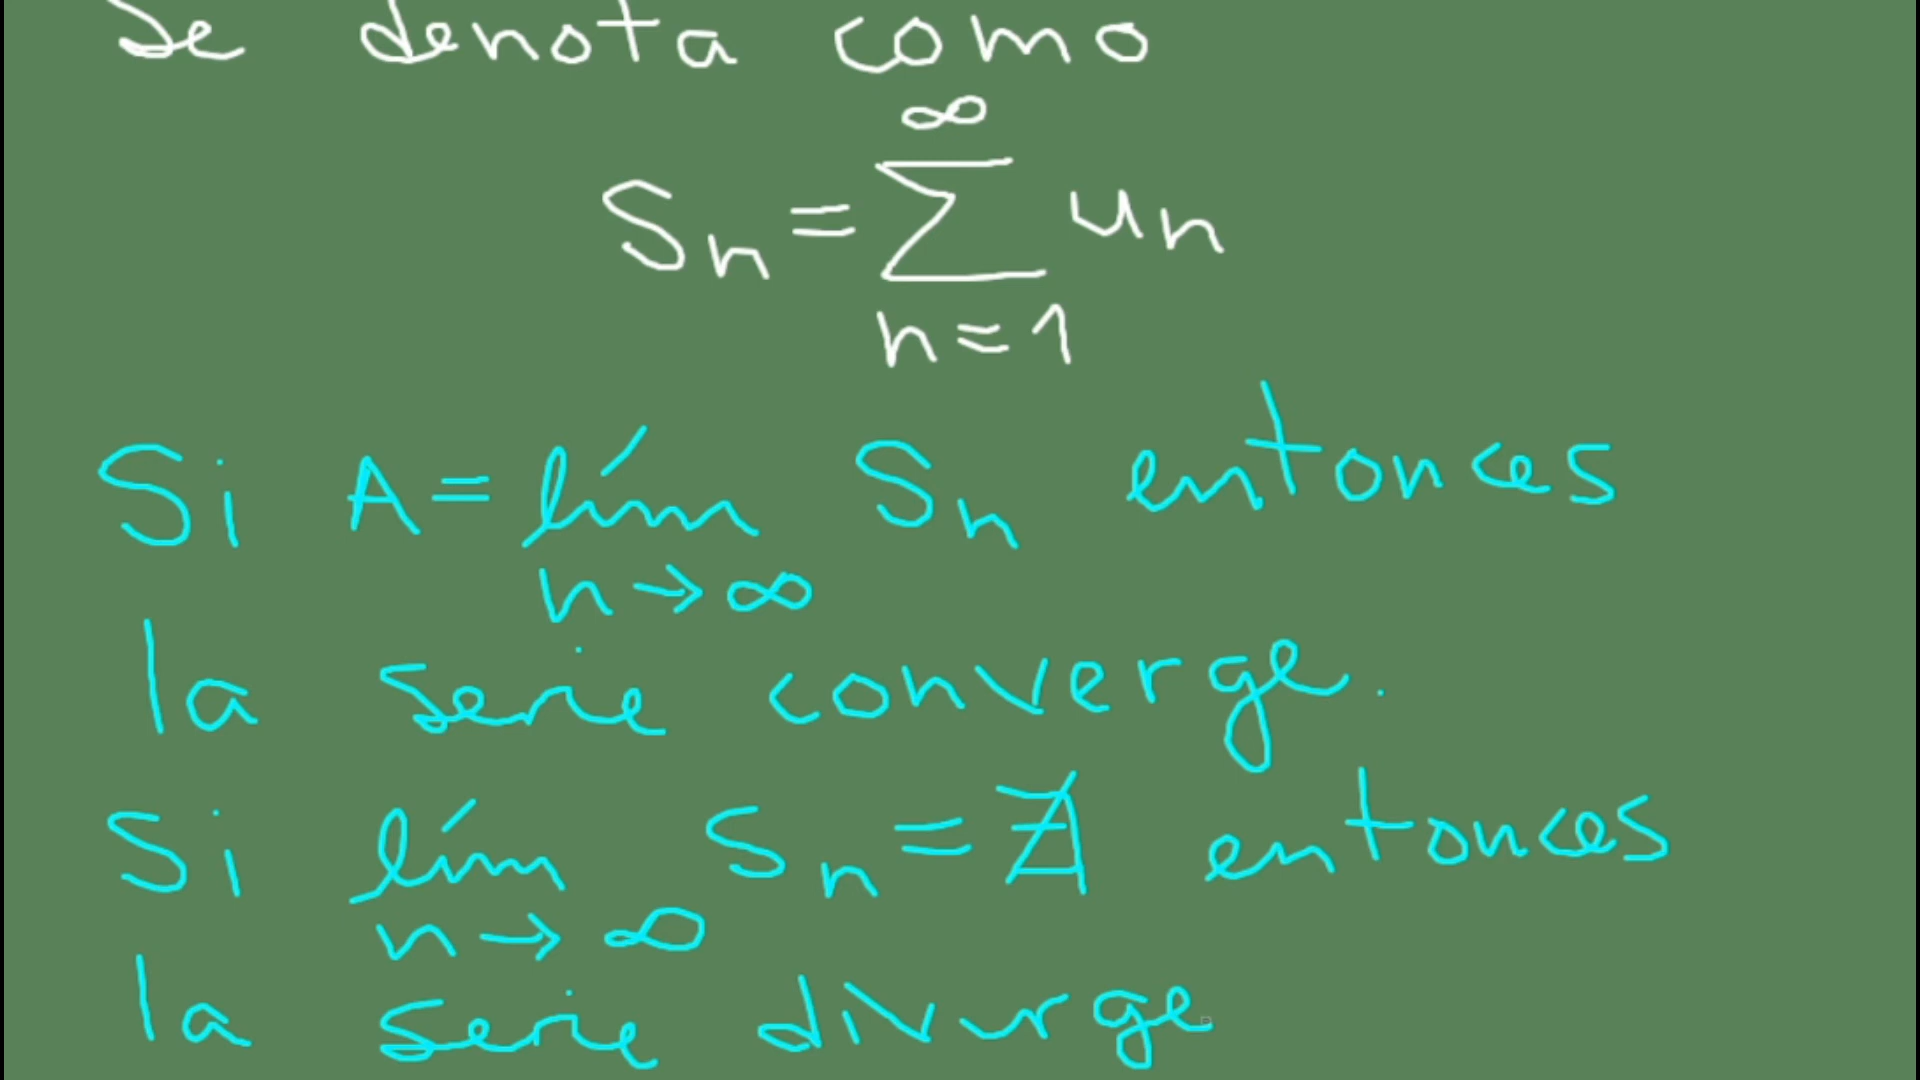 Se denota como
∞
Sn = ∑ un
n=1
Si A = lím Sn entonces
n → ∞
la serie converge.
Si lím Sn = ∄ entonces
n → ∞
la serie divurge